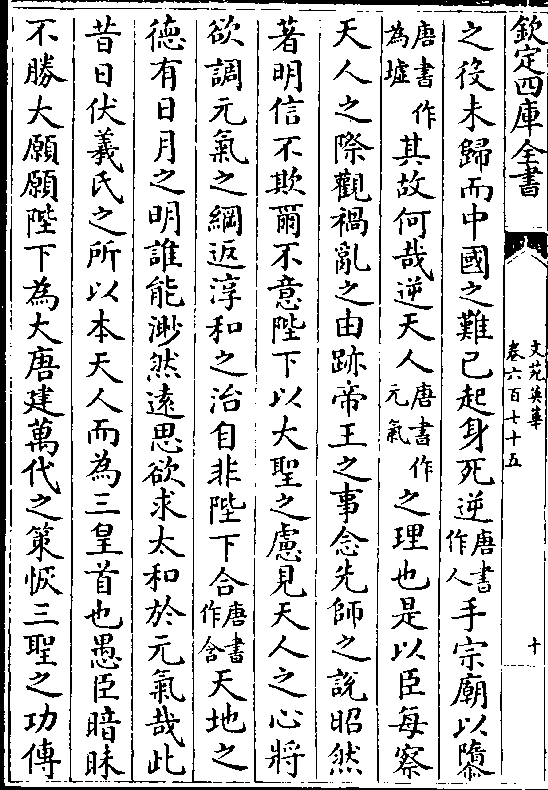 欽定四庫全書
文苑英華
卷六百七十五
十
之役未歸而中國之難已起身死逆唐書作人手宗廟以隳
唐書作為墟其故何哉逆天人唐書作元氣之理也是以臣每察
天人之際觀禍亂之由跡帝王之事念先師之說昭然
著明信不欺爾不意陛下以大聖之慮見天人之心將
欲調元氣之綱返淳和之治自非陛下合唐書作含天地之
德有日月之明誰能渺然遠思欲求太和於元氣哉此
昔日伏羲氏之所以本天人而為三皇首也愚臣暗昧
不勝大願願陛下為大唐建萬代之策恢三聖之功傳